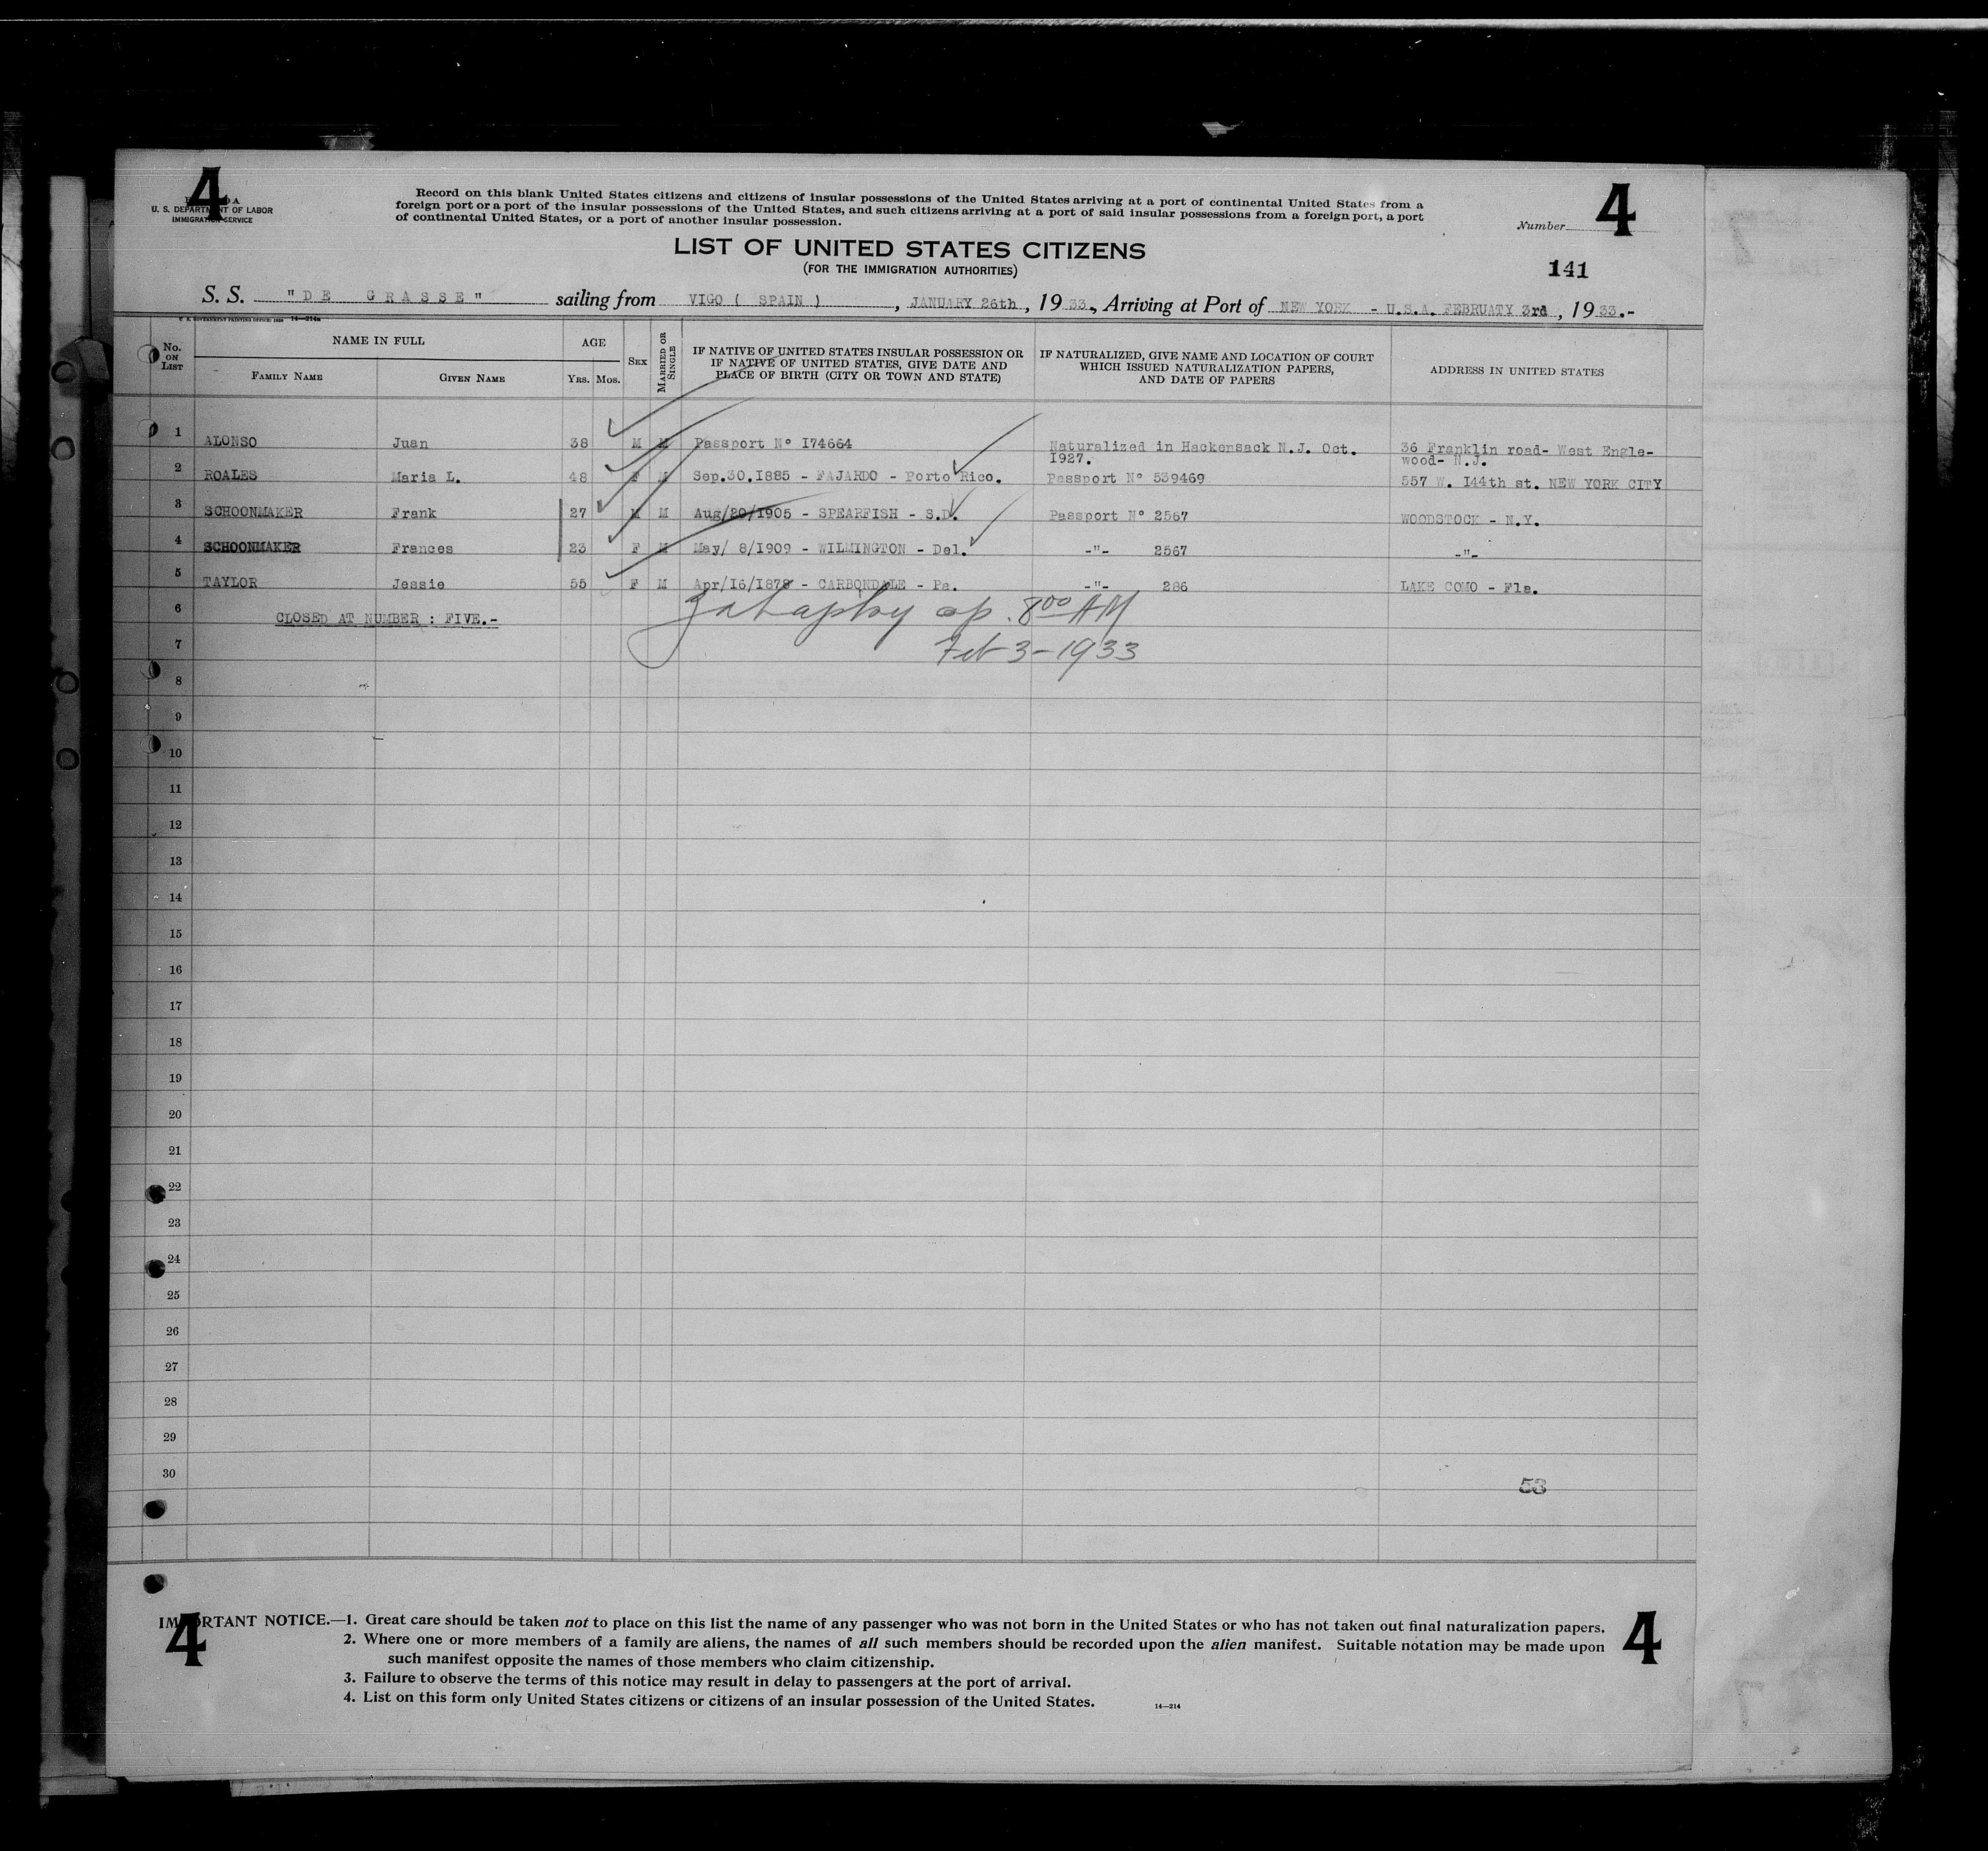 4
4
U. S. DEPARTMENT OF LABOR
IMMIGRATION SERVICE
Record on this blank United States citizens and citizens of insular possessions of the United States arriving at a port of continental United States from a
foreign port or a port of the insular possessions of the United States, and such citizens arriving at a port of said insular possessions from a foreign port, a port
of continental United States, or a port of another insular possession.
Number
LIST OF UNITED STATES CITIZENS
(FOR THE IMMIGRATION AUTHORITIES)
141
S. S. "DE GRASSE" sailing from VIGO ( SPAIN ) , JANUARY 26th , 1933., Arriving at Port of NEW YORK - U.S.A. FEBRUATY 3rd , 1933.-
U. S. GOVERNMENT PRINTING OFFICE: 1929 14—214a
No. ON LIST
NAME IN FULL
FAMILY NAME
GIVEN NAME
AGE
YRS. MOS.
SEX
MARRIED OR SINGLE
IF NATIVE OF UNITED STATES INSULAR POSSESSION OR
IF NATIVE OF UNITED STATES, GIVE DATE AND
PLACE OF BIRTH (CITY OR TOWN AND STATE)
IF NATURALIZED, GIVE NAME AND LOCATION OF COURT
WHICH ISSUED NATURALIZATION PAPERS,
AND DATE OF PAPERS
ADDRESS IN UNITED STATES
1 ALONSO Juan 38 M M Passport N° I74664 Naturalized in Hackensack N.J. Oct. 36 Franklin road- West Engle-
I927. wood- N.J.
2 ROALES Maria L. 48 F M Sep.30.I885 - FAJARDO - Porto Rico. Passport N° 539469 557 W. I44th st. NEW YORK CITY
3 SCHOONMAKER Frank 27 M M Aug/20/1905 - SPEARFISH - S.D. Passport N° 2567 WOODSTOCK - N.Y.
4 SCHOONMAKER Frances 23 F M May/ 8/1909 - WILMINGTON - Del. -"- 2567 -"-
5 TAYLOR Jessie 55 F M Apr/I6/I878 - CARBONDALE - Pa. -"- 286 LAKE COMO - Fla.
6 CLOSED AT NUMBER : FIVE.-
8 00 AM
7 Feb 3-1933
8
9
10
11
12
13
14
15
16
17
18
19
20
21
22
23
24
25
26
27
28
29
30
53
IMPORTANT NOTICE.—1. Great care should be taken not to place on this list the name of any passenger who was not born in the United States or who has not taken out final naturalization papers.
2. Where one or more members of a family are aliens, the names of all such members should be recorded upon the alien manifest. Suitable notation may be made upon
such manifest opposite the names of those members who claim citizenship.
3. Failure to observe the terms of this notice may result in delay to passengers at the port of arrival.
4. List on this form only United States citizens or citizens of an insular possession of the United States.
14—214
4
4